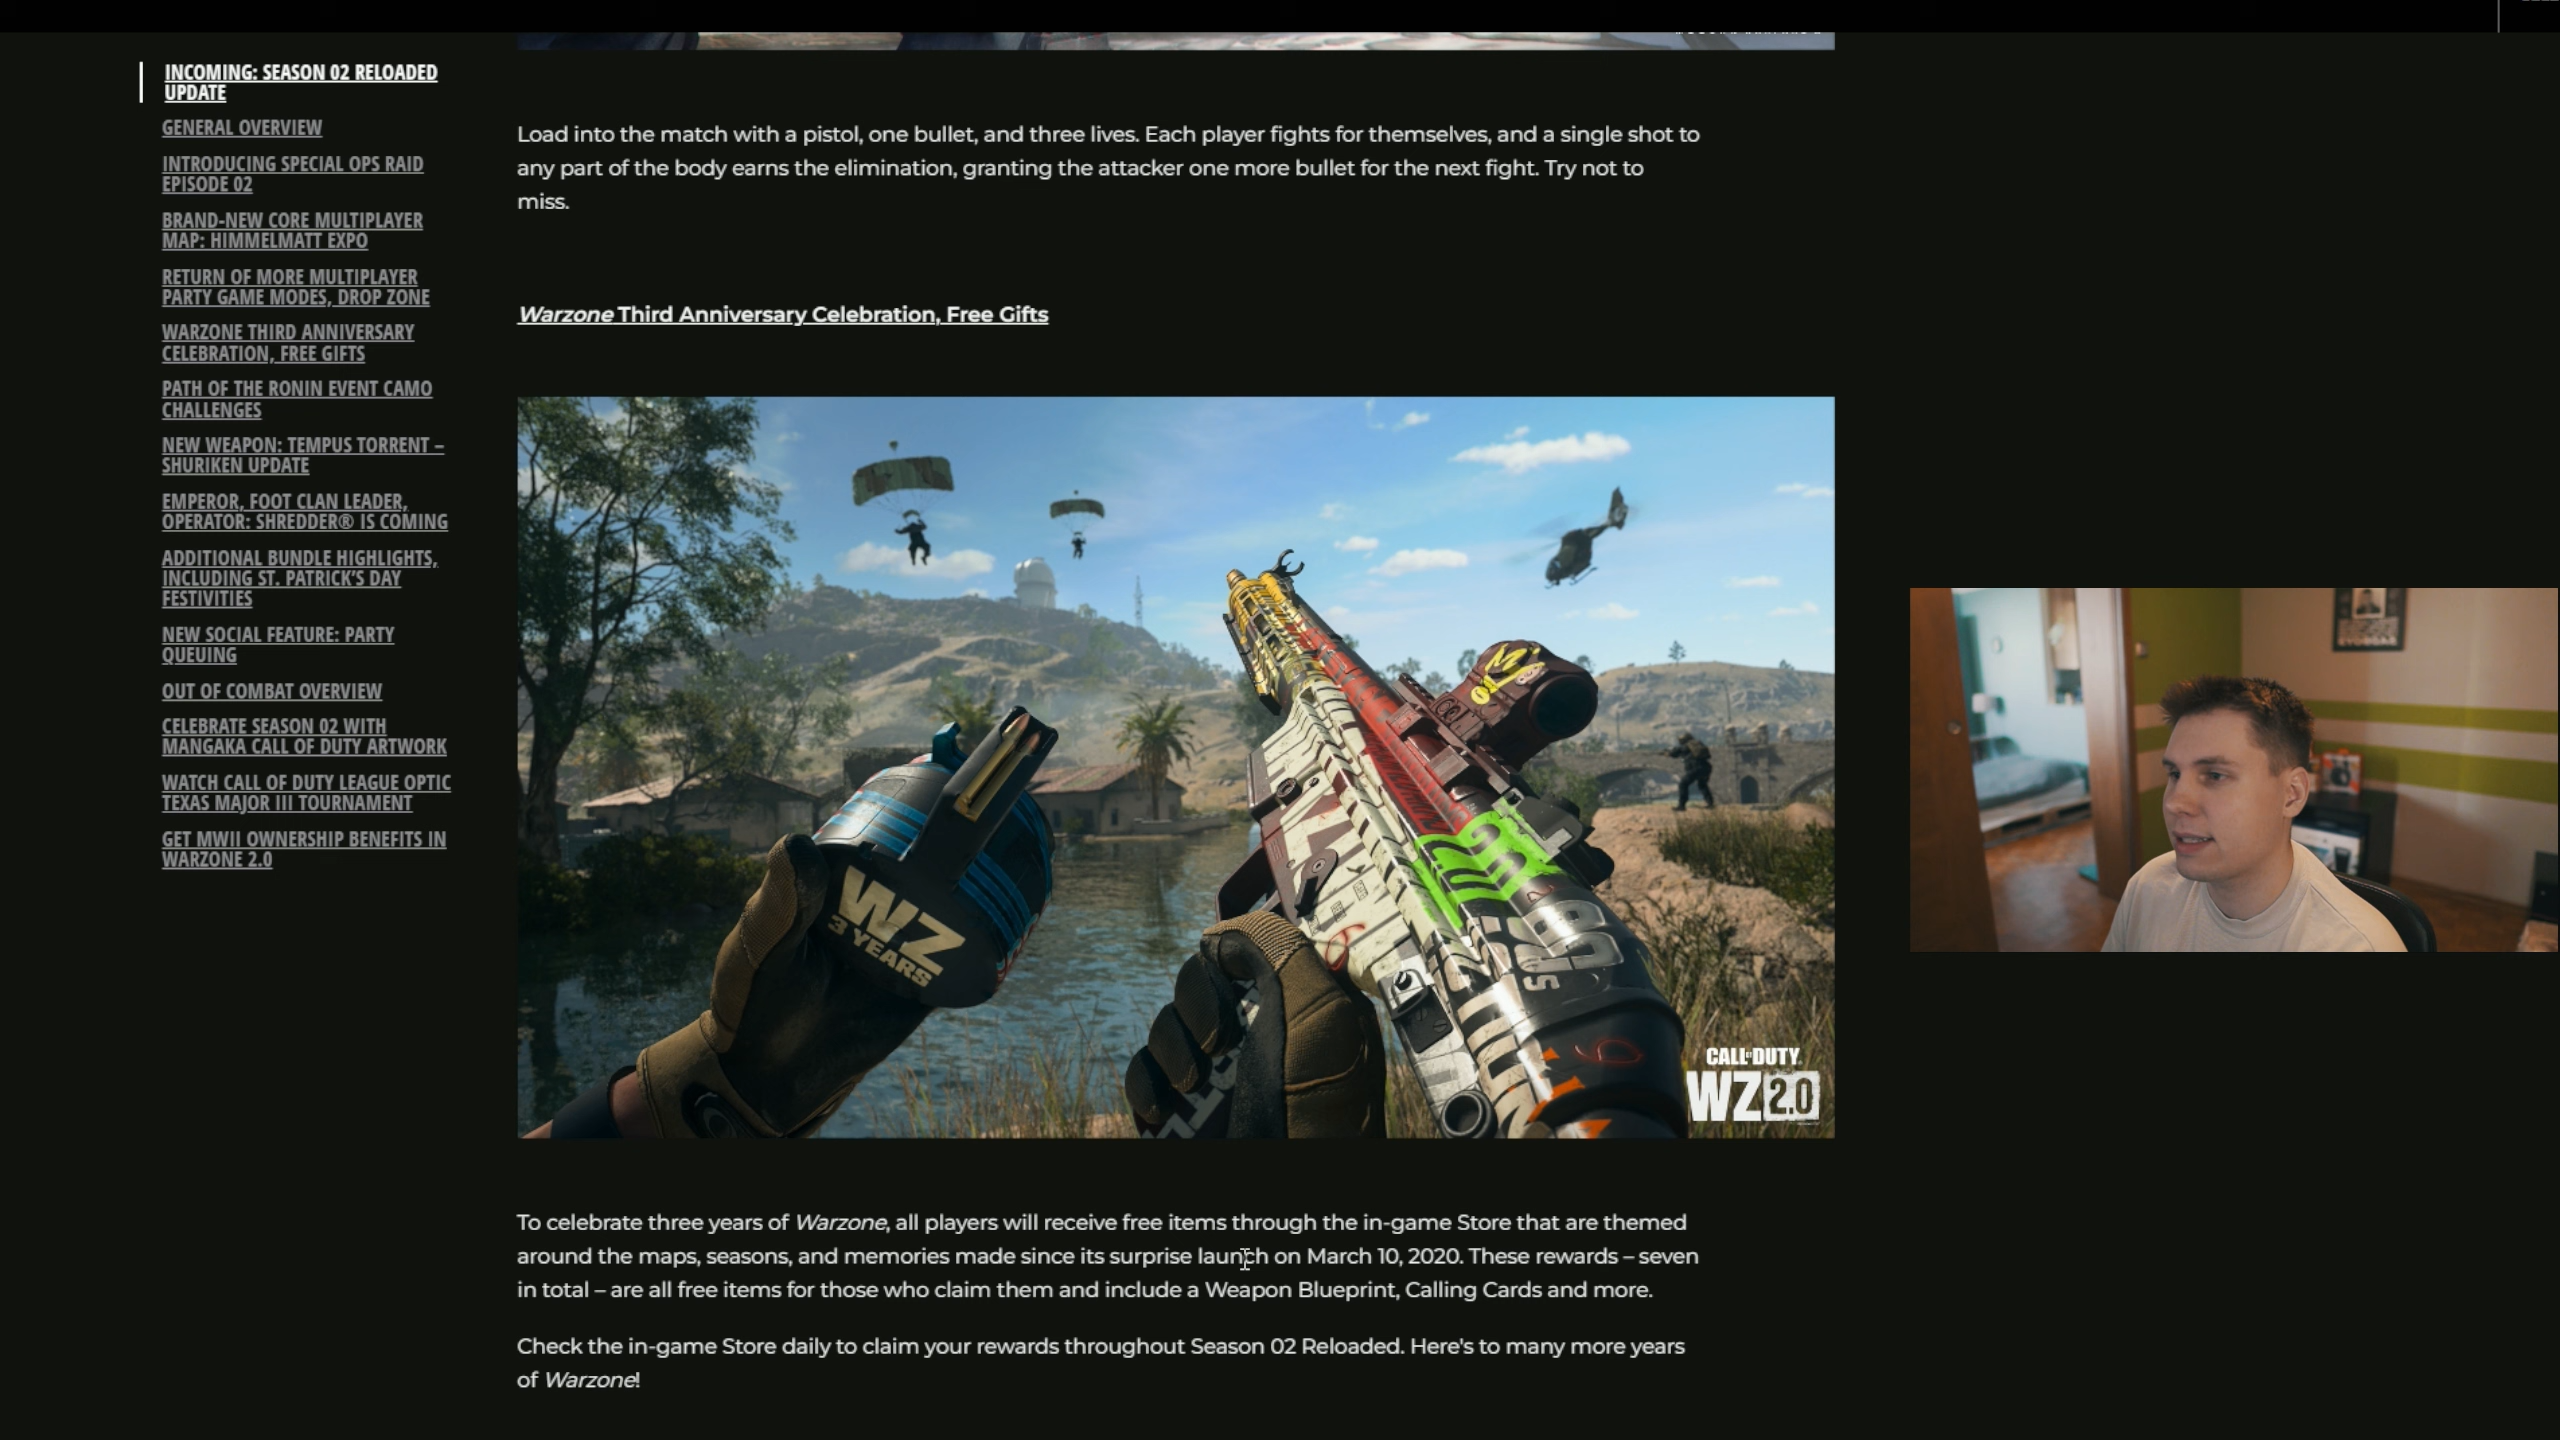 INCOMING: SEASON 02 RELOADED
UPDATE
GENERAL OVERVIEW
INTRODUCING SPECIAL OPS RAID
EPISODE 02
BRAND-NEW CORE MULTIPLAYER
MAP: HIMMELMATT EXPO
RETURN OF MORE MULTIPLAYER
PARTY GAME MODES, DROP ZONE
WARZONE THIRD ANNIVERSARY
CELEBRATION, FREE GIFTS
PATH OF THE RONIN EVENT CAMO
CHALLENGES
NEW WEAPON: TEMPUS TORRENT –
SHURIKEN UPDATE
EMPEROR, FOOT CLAN LEADER,
OPERATOR: SHREDDER® IS COMING
ADDITIONAL BUNDLE HIGHLIGHTS,
INCLUDING ST. PATRICK'S DAY
FESTIVITIES
NEW SOCIAL FEATURE: PARTY
QUEUING
OUT OF COMBAT OVERVIEW
CELEBRATE SEASON 02 WITH
MANGAKA CALL OF DUTY ARTWORK
WATCH CALL OF DUTY LEAGUE OPTIC
TEXAS MAJOR III TOURNAMENT
GET MWII OWNERSHIP BENEFITS IN
WARZONE 2.0
Load into the match with a pistol, one bullet, and three lives. Each player fights for themselves, and a single shot to
any part of the body earns the elimination, granting the attacker one more bullet for the next fight. Try not to
miss.
Warzone Third Anniversary Celebration, Free Gifts
WZ
3 YEARS
CALL OF DUTY
WZ 2.0
To celebrate three years of Warzone, all players will receive free items through the in-game Store that are themed
around the maps, seasons, and memories made since its surprise launch on March 10, 2020. These rewards – seven
in total – are all free items for those who claim them and include a Weapon Blueprint, Calling Cards and more.
Check the in-game Store daily to claim your rewards throughout Season 02 Reloaded. Here's to many more years
of Warzone!